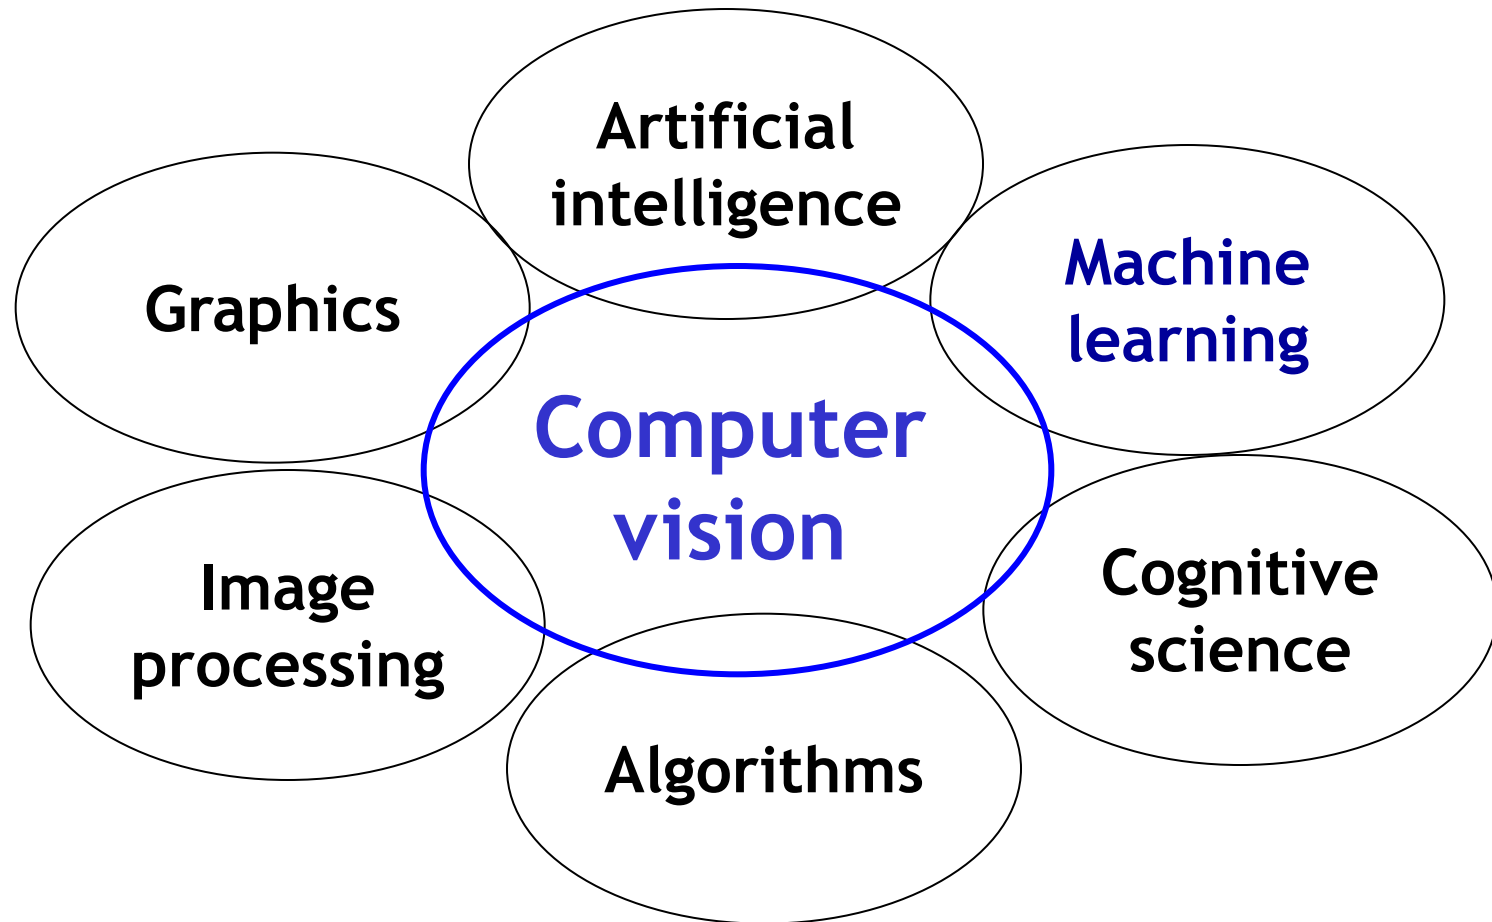 Artificial
intelligence
Graphics
Machine
learning
Computer
vision
Image
processing
Cognitive
science
Algorithms